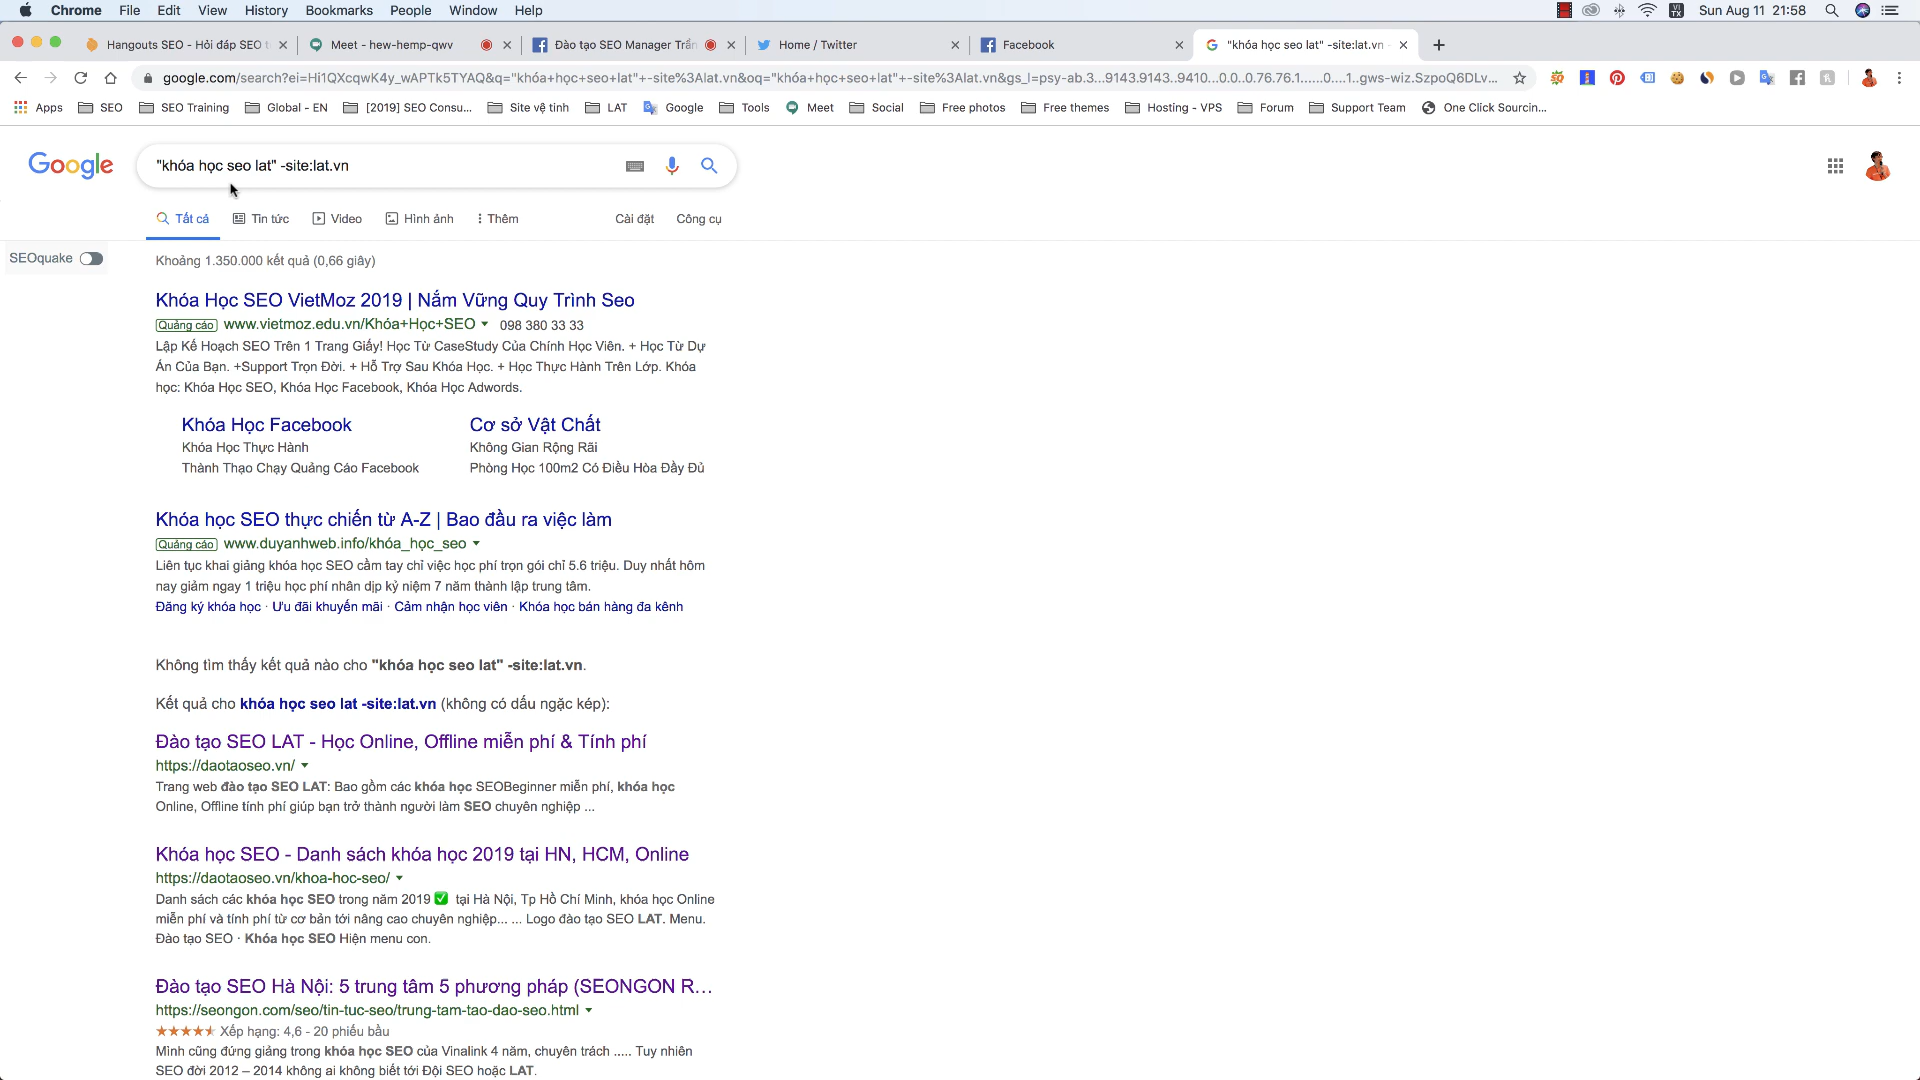 Chrome File Edit View History Bookmarks People Window Help
VI TX Sun Aug 11 21:58
Hangouts SEO - Hỏi đáp SEO t
Meet - hew-hemp-qwv
Đào tạo SEO Manager Trần
Home / Twitter
Facebook
"khóa học seo lat" -site:lat.vn -
google.com/search?ei=Hi1QXcqwK4y_wAPTk5TYAQ&q="khóa+học+seo+lat"+-site%3Alat.vn&oq="khóa+học+seo+lat"+-site%3Alat.vn&gs_l=psy-ab.3...9143.9143..9410...0.0..0.76.76.1......0....1..gws-wiz.SzpoQ6DLv...
Apps SEO SEO Training Global - EN [2019] SEO Consu... Site vệ tinh LAT Google Tools Meet Social Free photos Free themes Hosting - VPS Forum Support Team One Click Sourcin...
Google
"khóa học seo lat" -site:lat.vn
Tất cả Tin tức Video Hình ảnh Thêm Cài đặt Công cụ
SEOquake
Khoảng 1.350.000 kết quả (0,66 giây)
Khóa Học SEO VietMoz 2019 | Nắm Vững Quy Trình Seo
Quảng cáo www.vietmoz.edu.vn/Khóa+Học+SEO 098 380 33 33
Lập Kế Hoạch SEO Trên 1 Trang Giấy! Học Từ CaseStudy Của Chính Học Viên. + Học Từ Dự
Án Của Bạn. +Support Trọn Đời. + Hỗ Trợ Sau Khóa Học. + Học Thực Hành Trên Lớp. Khóa
học: Khóa Học SEO, Khóa Học Facebook, Khóa Học Adwords.
Khóa Học Facebook
Khóa Học Thực Hành
Thành Thạo Chạy Quảng Cáo Facebook
Cơ sở Vật Chất
Không Gian Rộng Rãi
Phòng Học 100m2 Có Điều Hòa Đầy Đủ
Khóa học SEO thực chiến từ A-Z | Bao đầu ra việc làm
Quảng cáo www.duyanhweb.info/khóa_học_seo
Liên tục khai giảng khóa học SEO cầm tay chỉ việc học phí trọn gói chỉ 5.6 triệu. Duy nhất hôm
nay giảm ngay 1 triệu học phí nhân dịp kỷ niệm 7 năm thành lập trung tâm.
Đăng ký khóa học · Ưu đãi khuyến mãi · Cảm nhận học viên · Khóa học bán hàng đa kênh
Không tìm thấy kết quả nào cho "khóa học seo lat" -site:lat.vn.
Kết quả cho khóa học seo lat -site:lat.vn (không có dấu ngặc kép):
Đào tạo SEO LAT - Học Online, Offline miễn phí & Tính phí
https://daotaoseo.vn/
Trang web đào tạo SEO LAT: Bao gồm các khóa học SEOBeginner miễn phí, khóa học
Online, Offline tính phí giúp bạn trở thành người làm SEO chuyên nghiệp ...
Khóa học SEO - Danh sách khóa học 2019 tại HN, HCM, Online
https://daotaoseo.vn/khoa-hoc-seo/
Danh sách các khóa học SEO trong năm 2019 ✅ tại Hà Nội, Tp Hồ Chí Minh, khóa học Online
miễn phí và tính phí từ cơ bản tới nâng cao chuyên nghiệp... ... Logo đào tạo SEO LAT. Menu.
Đào tạo SEO · Khóa học SEO Hiện menu con.
Đào tạo SEO Hà Nội: 5 trung tâm 5 phương pháp (SEONGON R...
https://seongon.com/seo/tin-tuc-seo/trung-tam-tao-dao-seo.html
Xếp hạng: 4,6 - 20 phiếu bầu
Mình cũng đứng giảng trong khóa học SEO của Vinalink 4 năm, chuyên trách ..... Tuy nhiên
SEO đời 2012 – 2014 không ai không biết tới Đội SEO hoặc LAT.